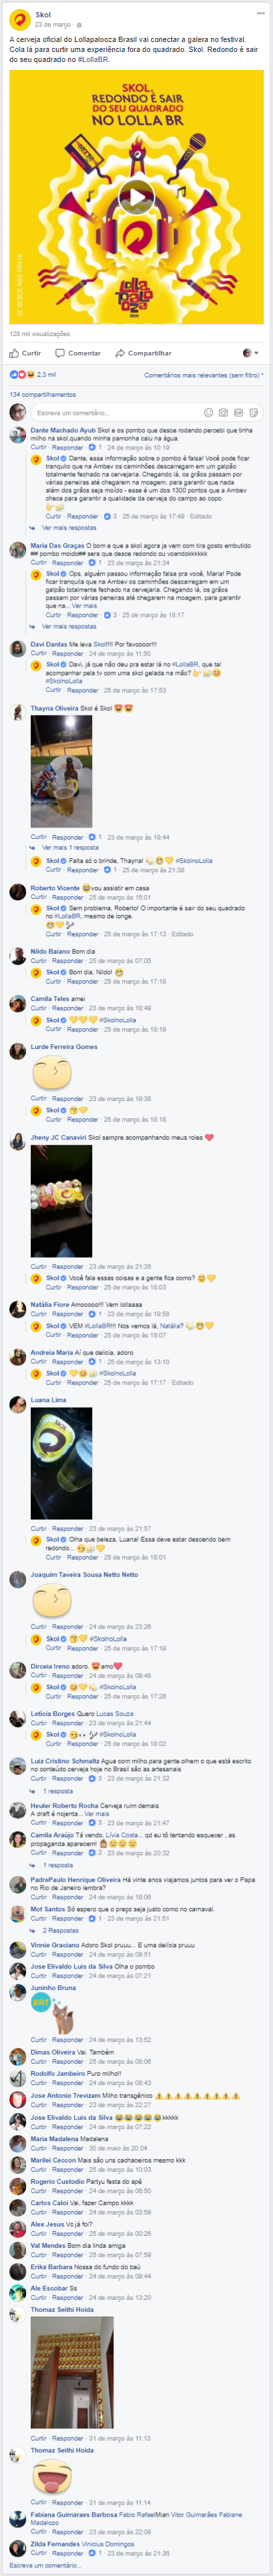 Skol
23 de março
A cerveja oficial do Lollapalooza Brasil vai conectar a galera no festival.
Cola lá para curtir uma experiência fora do quadrado. Skol. Redondo é sair
do seu quadrado no #LollaBR.
SKOL.
REDONDO É SAIR
DO SEU QUADRADO
NO LOLLA BR
SE BEBER, NÃO DIRIJA.
Lolla
palooza
BR
128 mil visualizações
Curtir Comentar Compartilhar
2,3 mil
Comentários mais relevantes (sem filtro)
134 compartilhamentos
Escreva um comentário...
Dante Machado Ayub Skol e os pombo que desse rodando percebi que tinha
milho na skol.quando minha pamonha caiu na água.
Curtir · Responder · 1 · 24 de março às 10:19
Skol Dante, essa informação sobre o pombo é falsa! Você pode ficar
tranquilo que na Ambev os caminhões descarregam em um galpão
totalmente fechado na cervejaria. Chegando lá, os grãos passam
por várias peneiras até chegarem na moagem, para garantir que não
passe nada além dos grãos mesmo - esse é um dos 1300 pontos que a Ambev
checa para garantir a qualidade da cerveja do campo ao copo.
Curtir · Responder · 3 · 25 de março às 17:49 · Editado
Ver mais respostas
Maria Das Graças O bom e que a skol agora já vem com tira gosto embutido
## pombo moido## sera que desse redondo ou vuandokkkkkkk
Curtir · Responder · 1 · 23 de março às 21:34
Skol Ops, alguém passou informação falsa pra você, Maria! Pode
ficar tranquila que na Ambev os caminhões descarregam em um
galpão totalmente fechado na cervejaria. Chegando lá, os grãos
passam por várias peneiras até chegarem na moagem, para garantir
que na... Ver mais
Curtir · Responder · 3 · 25 de março às 18:17
Ver mais respostas
Davi Dantas Me leva Skol!!!! Por favoooor!!!
Curtir · Responder · 24 de março às 11:50
Skol Davi, já que não deu pra estar lá no #LollaBR, que tal
acompanhar pela tv com uma skol gelada na mão?
#SkolnoLolla
Curtir · Responder · 25 de março às 17:53
Thayna Oliveira Skol é Skol
Curtir · Responder · 1 · 23 de março às 19:44
Ver mais 1 resposta
Skol Falta só o brinde, Thayna! #SkolnoLolla
Curtir · Responder · 1 · 25 de março às 21:38
Roberto Vicente vou assistir em casa
Curtir · Responder · 25 de março às 15:01
Skol Sem problema, Roberto! O importante é sair do seu quadrado
no #LollaBR, mesmo de longe.
Curtir · Responder · 25 de março às 17:13 · Editado
Nildo Baiano Bom dia
Curtir · Responder · 25 de março às 07:06
Skol Bom dia, Nildo!
Curtir · Responder · 25 de março às 17:18
Camila Teles amei
Curtir · Responder · 23 de março às 18:49
Skol #SkolnoLolla
Curtir · Responder · 25 de março às 18:19
Lurde Ferreira Gomes
Curtir · Responder · 23 de março às 19:38
Skol
Curtir · Responder · 25 de março às 18:18
Jheny JC Canaviri Skol sempre acompanhando meus roles
Curtir · Responder · 23 de março às 21:35
Skol Você fala essas coisas e a gente fica como?
Curtir · Responder · 25 de março às 18:03
Natália Fiore Amooooo!!! Vem lollaaaa
Curtir · Responder · 1 · 23 de março às 19:58
Skol VEM #LollaBR!!! Nos vemos lá, Natália?
Curtir · Responder · 25 de março às 18:07
Andreia Maria Aí que delicia, adoro
Curtir · Responder · 1 · 25 de março às 13:10
Skol #SkolnoLolla
Curtir · Responder · 25 de março às 17:17 · Editado
Luana Lima
SKOL
Curtir · Responder · 23 de março às 21:57
Skol Olha que beleza, Luana! Essa deve estar descendo bem
redondo...
Curtir · Responder · 25 de março às 18:01
Joaquim Taveira Sousa Netto Netto
Curtir · Responder · 24 de março às 23:26
Skol #SkolnoLolla
Curtir · Responder · 25 de março às 17:19
Dirceia Ireno adoro. amo
Curtir · Responder · 24 de março às 09:48
Skol #SkolnoLolla
Curtir · Responder · 25 de março às 17:26
Letícia Borges Quero Lucas Souza
Curtir · Responder · 23 de março às 21:44
Skol #SkolnoLolla
Curtir · Responder · 25 de março às 18:02
Luiz Cristino Schmaltz Agua com milho para gente.olhem o que está escrito
no conteúdo.cerveja hoje no Brasil são as artesanais
Curtir · Responder · 3 · 23 de março às 21:32
1 resposta
Heuler Roberto Rocha Cerveja ruim demais
A draft é nojenta... Ver mais
Curtir · Responder · 3 · 23 de março às 21:47
Camila Araújo Tá vendo, Lívia Costa... qd eu tô tentando esquecer , as
propaganda aparecem!
Curtir · Responder · 2 · 23 de março às 20:32
1 resposta
PadrePaulo Henrique Oliveira Há vinte anos viajamos juntos para ver o Papa
no Rio de Janeiro lembra?
Curtir · Responder · 24 de março às 18:06
Mot Santos Só espero que o preço seja justo como no carnaval.
Curtir · Responder · 1 · 23 de março às 21:51
2 Respostas
Vinnie Graciano Adoro Skol pruuu... E uma delícia pruuu
Curtir · Responder · 24 de março às 09:51
Jose Elivaldo Luis da Silva Olha o pombo
Curtir · Responder · 24 de março às 07:21
Juninho Bruna
BRT
Curtir · Responder · 24 de março às 13:52
Dimas Oliveira Vai. Também
Curtir · Responder · 25 de março às 08:06
Rodolfo Jambeiro Puro milho!!
Curtir · Responder · 24 de março às 08:43
Jose Antonio Trevizam Milho transgênico
Curtir · Responder · 23 de março às 22:27
Jose Elivaldo Luis da Silva kkkkk
Curtir · Responder · 24 de março às 07:22
Maria Madalena Madalena
Curtir · Responder · 30 de maio às 20:04
Marilei Ceccon Mais são uns cachaceiros mesmo kkk
Curtir · Responder · 25 de março às 10:03
Rogerio Custodio Partyu festa do apê
Curtir · Responder · 24 de março às 06:50
Carlos Caloi Vai, fazer Campo kkkk
Curtir · Responder · 24 de março às 03:59
Alex Jesus Vc já foi?
Curtir · Responder · 25 de março às 00:26
Val Mendes Bom dia linda amiga
Curtir · Responder · 25 de março às 07:59
Erika Barbara Nossa do fundo do baú
Curtir · Responder · 24 de março às 09:44
Ale Escobar Ss
Curtir · Responder · 24 de março às 13:20
Thomaz Seithi Hoida
Curtir · Responder · 31 de março às 11:13
Thomaz Seithi Hoida
Curtir · Responder · 31 de março às 11:14
Fabiana Guimaraes Barbosa Fabio RafaelMian Vitor Guimarães Fabiane
Madalozo
Curtir · Responder · 23 de março às 22:09
Zilda Fernandes Vinicius Domingos
Curtir · Responder · 1 · 23 de março às 21:36
Escreva um comentário...